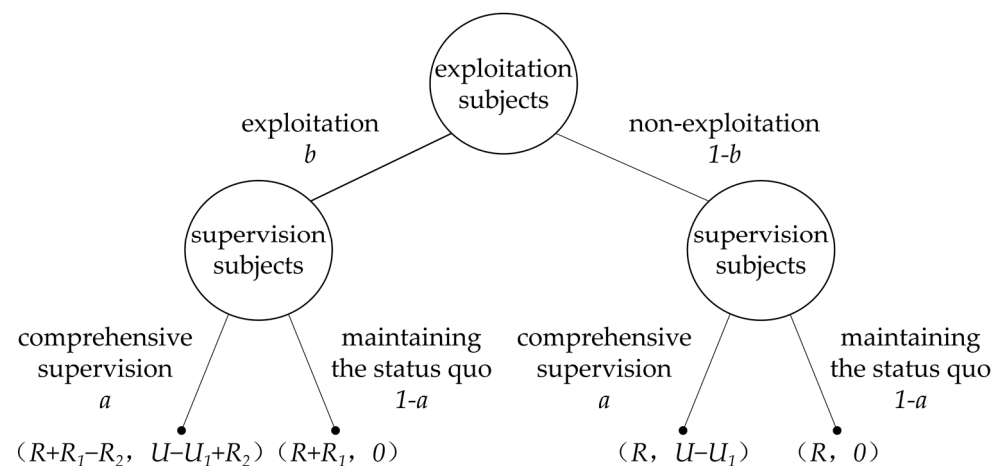 exploitation
subjects
exploitation
b
non-exploitation
1-b
supervision
subjects
supervision
subjects
comprehensive
supervision
a
maintaining
the status quo
1-a
comprehensive
supervision
a
maintaining
the status quo
1-a
（R+R₁−R₂， U−U₁+R₂）
（R+R₁，0）
（R， U−U₁）
（R，0）